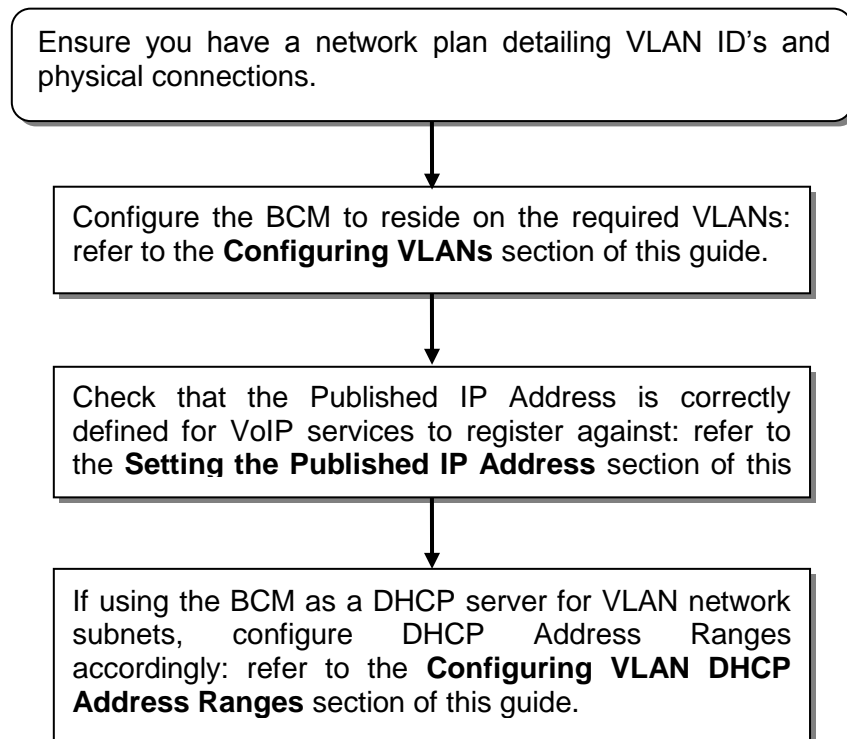 Ensure you have a network plan detailing VLAN ID’s and
physical connections.
Configure the BCM to reside on the required VLANs:
refer to the Configuring VLANs section of this guide.
Check that the Published IP Address is correctly
defined for VoIP services to register against: refer to
the Setting the Published IP Address section of this
If using the BCM as a DHCP server for VLAN network
subnets, configure DHCP Address Ranges
accordingly: refer to the Configuring VLAN DHCP
Address Ranges section of this guide.